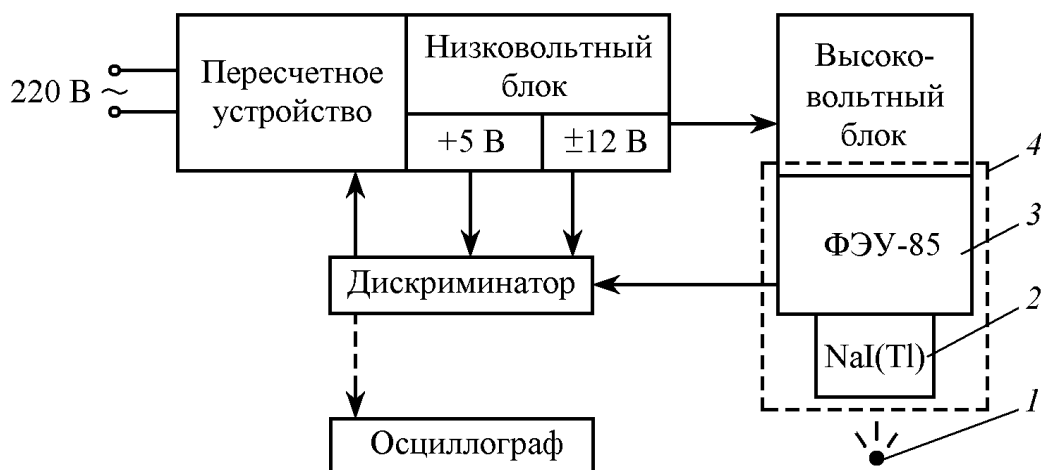 220 В ~
Пересчетное
устройство
Низковольтный
блок
+5 В
±12 В
Высоко-
вольтный
блок
4
ФЭУ-85
3
Дискриминатор
NaI(Tl)
2
1
Осциллограф